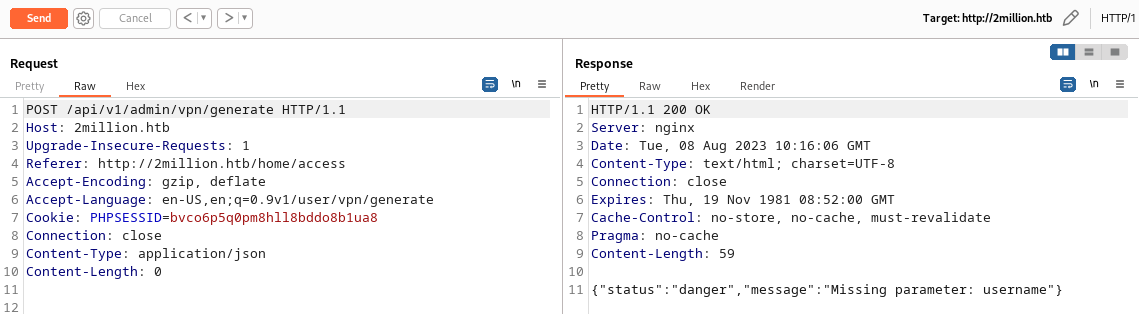 Send Cancel < > Target: http://2million.htb HTTP/1
Request
Pretty Raw Hex \n
1 POST /api/v1/admin/vpn/generate HTTP/1.1
2 Host: 2million.htb
3 Upgrade-Insecure-Requests: 1
4 Referer: http://2million.htb/home/access
5 Accept-Encoding: gzip, deflate
6 Accept-Language: en-US,en;q=0.9v1/user/vpn/generate
7 Cookie: PHPSESSID=bvco6p5q0pm8hll8bddo8b1ua8
8 Connection: close
9 Content-Type: application/json
10 Content-Length: 0
11
12
Response
Pretty Raw Hex Render \n
1 HTTP/1.1 200 OK
2 Server: nginx
3 Date: Tue, 08 Aug 2023 10:16:06 GMT
4 Content-Type: text/html; charset=UTF-8
5 Connection: close
6 Expires: Thu, 19 Nov 1981 08:52:00 GMT
7 Cache-Control: no-store, no-cache, must-revalidate
8 Pragma: no-cache
9 Content-Length: 59
10
11 {"status":"danger","message":"Missing parameter: username"}